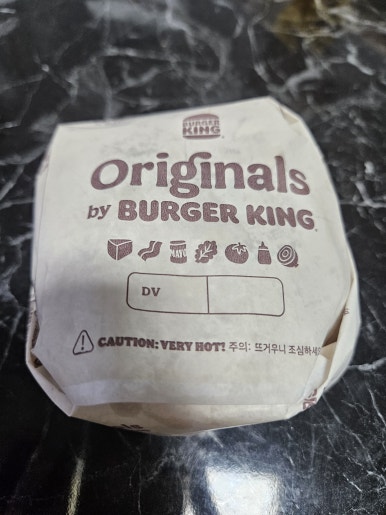 BURGER
KING
Originals
by BURGER KING
MAYO
DV
CAUTION: VERY HOT! 주의: 뜨거우니 조심하세요